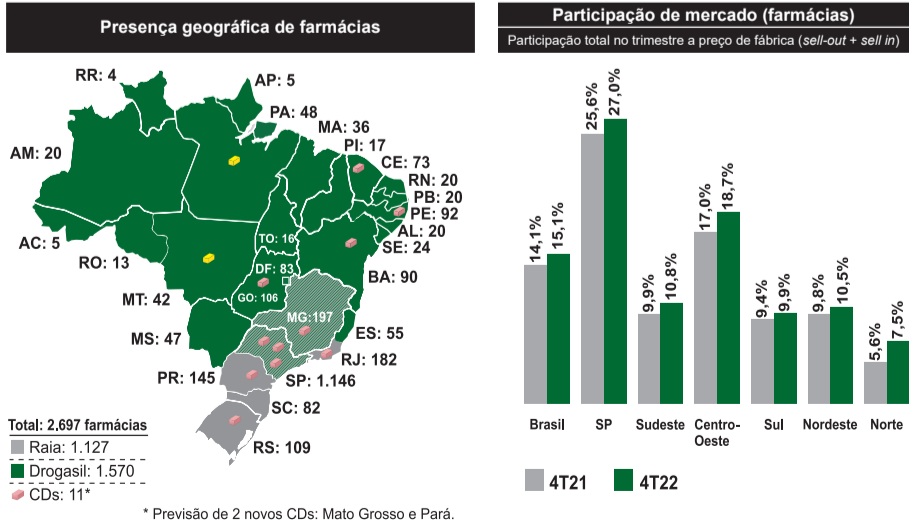 Presença geográfica de farmácias
RR: 4
AP: 5
PA: 48
MA: 36
PI: 17
CE: 73
RN: 20
PB: 20
PE: 92
AL: 20
SE: 24
BA: 90
AM: 20
AC: 5
RO: 13
MT: 42
TO: 16
DF: 83
GO: 106
MG:197
ES: 55
MS: 47
RJ: 182
PR: 145
SP: 1.146
SC: 82
RS: 109
Total: 2,697 farmácias
Raia: 1.127
Drogasil: 1.570
CDs: 11*
* Previsão de 2 novos CDs: Mato Grosso e Pará.
Participação de mercado (farmácias)
Participação total no trimestre a preço de fábrica (sell-out + sell in)
14,1%
15,1%
25,6%
27,0%
9,9%
10,8%
17,0%
18,7%
9,4%
9,9%
9,8%
10,5%
5,6%
7,5%
Brasil
SP
Sudeste
Centro-
Oeste
Sul
Nordeste
Norte
4T21
4T22